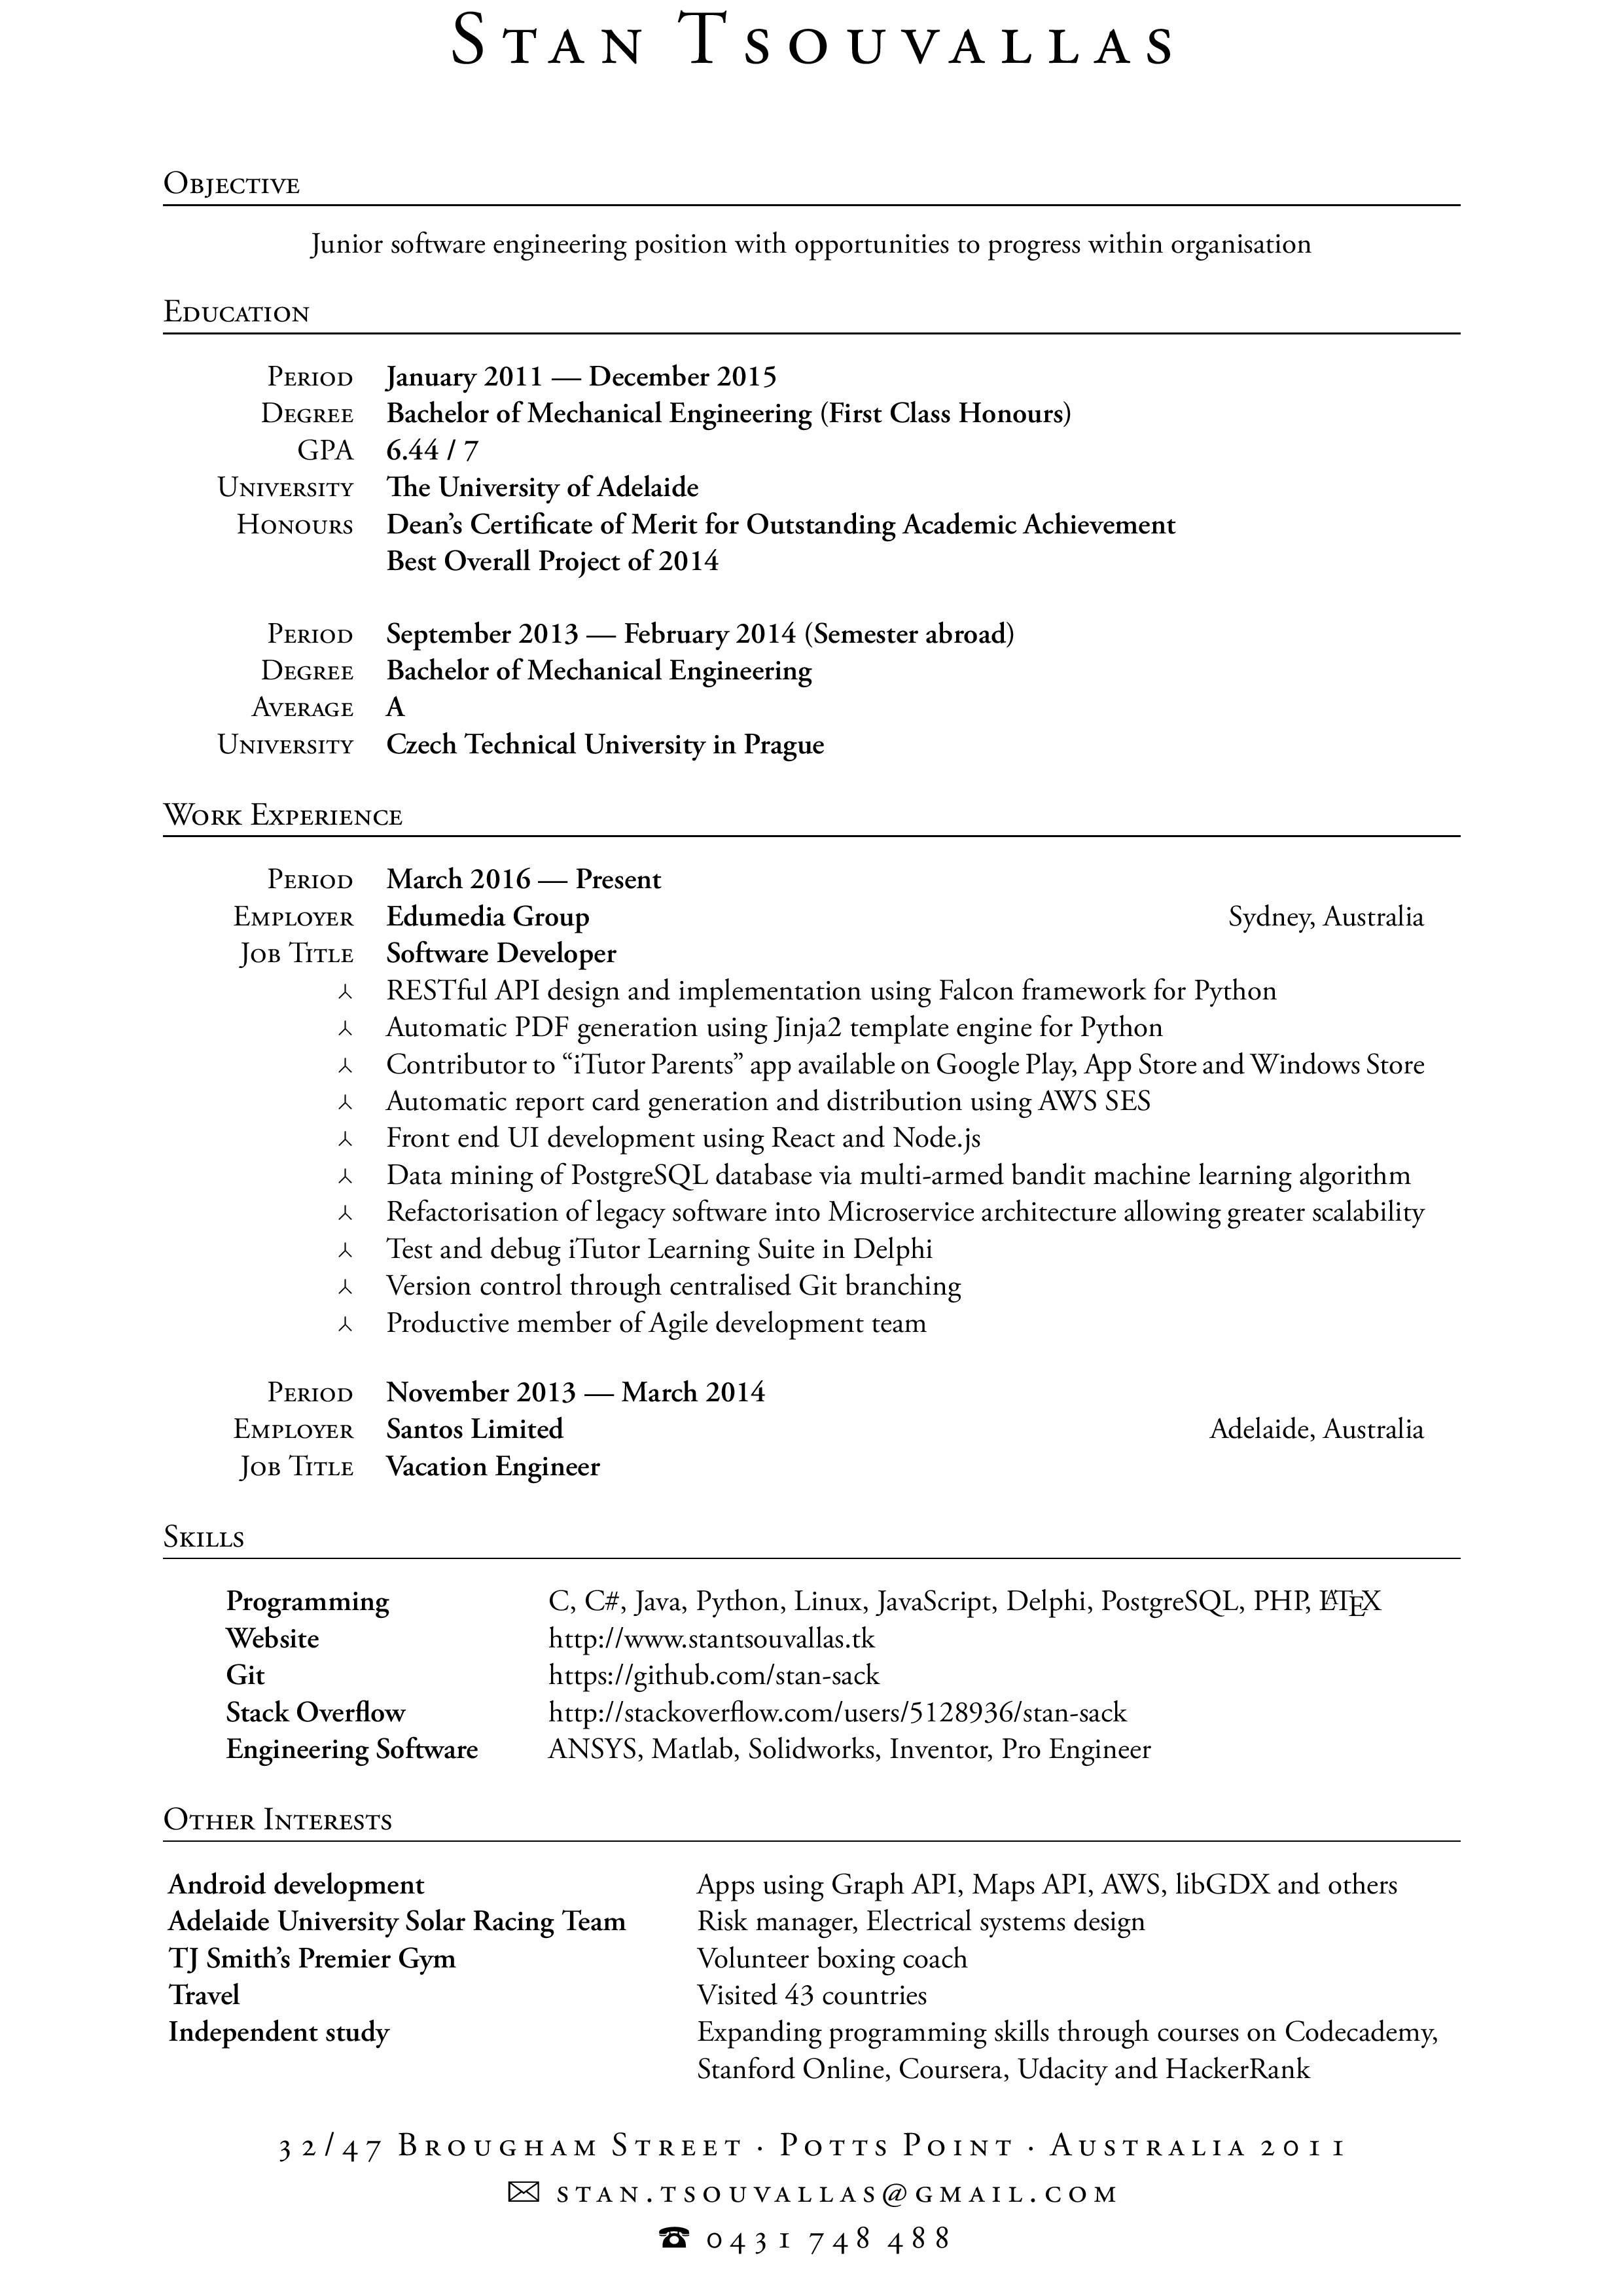 Stan Tsouvallas
Objective
Junior software engineering position with opportunities to progress within organisation
Education
Period January 2011 — December 2015
Degree Bachelor of Mechanical Engineering (First Class Honours)
GPA 6.44 / 7
University The University of Adelaide
Honours Dean’s Certificate of Merit for Outstanding Academic Achievement
Best Overall Project of 2014
Period September 2013 — February 2014 (Semester abroad)
Degree Bachelor of Mechanical Engineering
Average A
University Czech Technical University in Prague
Work Experience
Period March 2016 — Present
Employer Edumedia Group Sydney, Australia
Job Title Software Developer
⅄ RESTful API design and implementation using Falcon framework for Python
⅄ Automatic PDF generation using Jinja2 template engine for Python
⅄ Contributor to “iTutor Parents” app available on Google Play, App Store and Windows Store
⅄ Automatic report card generation and distribution using AWS SES
⅄ Front end UI development using React and Node.js
⅄ Data mining of PostgreSQL database via multi-armed bandit machine learning algorithm
⅄ Refactorisation of legacy software into Microservice architecture allowing greater scalability
⅄ Test and debug iTutor Learning Suite in Delphi
⅄ Version control through centralised Git branching
⅄ Productive member of Agile development team
Period November 2013 — March 2014
Employer Santos Limited Adelaide, Australia
Job Title Vacation Engineer
Skills
Programming C, C#, Java, Python, Linux, JavaScript, Delphi, PostgreSQL, PHP, LATEX
Website http://www.stantsouvallas.tk
Git https://github.com/stan-sack
Stack Overflow http://stackoverflow.com/users/5128936/stan-sack
Engineering Software ANSYS, Matlab, Solidworks, Inventor, Pro Engineer
Other Interests
Android development Apps using Graph API, Maps API, AWS, libGDX and others
Adelaide University Solar Racing Team Risk manager, Electrical systems design
TJ Smith’s Premier Gym Volunteer boxing coach
Travel Visited 43 countries
Independent study Expanding programming skills through courses on Codecademy,
Stanford Online, Coursera, Udacity and HackerRank
32/47 Brougham Street · Potts Point · Australia 2011
✉ stan.tsouvallas@gmail.com
☎ 0431 748 488